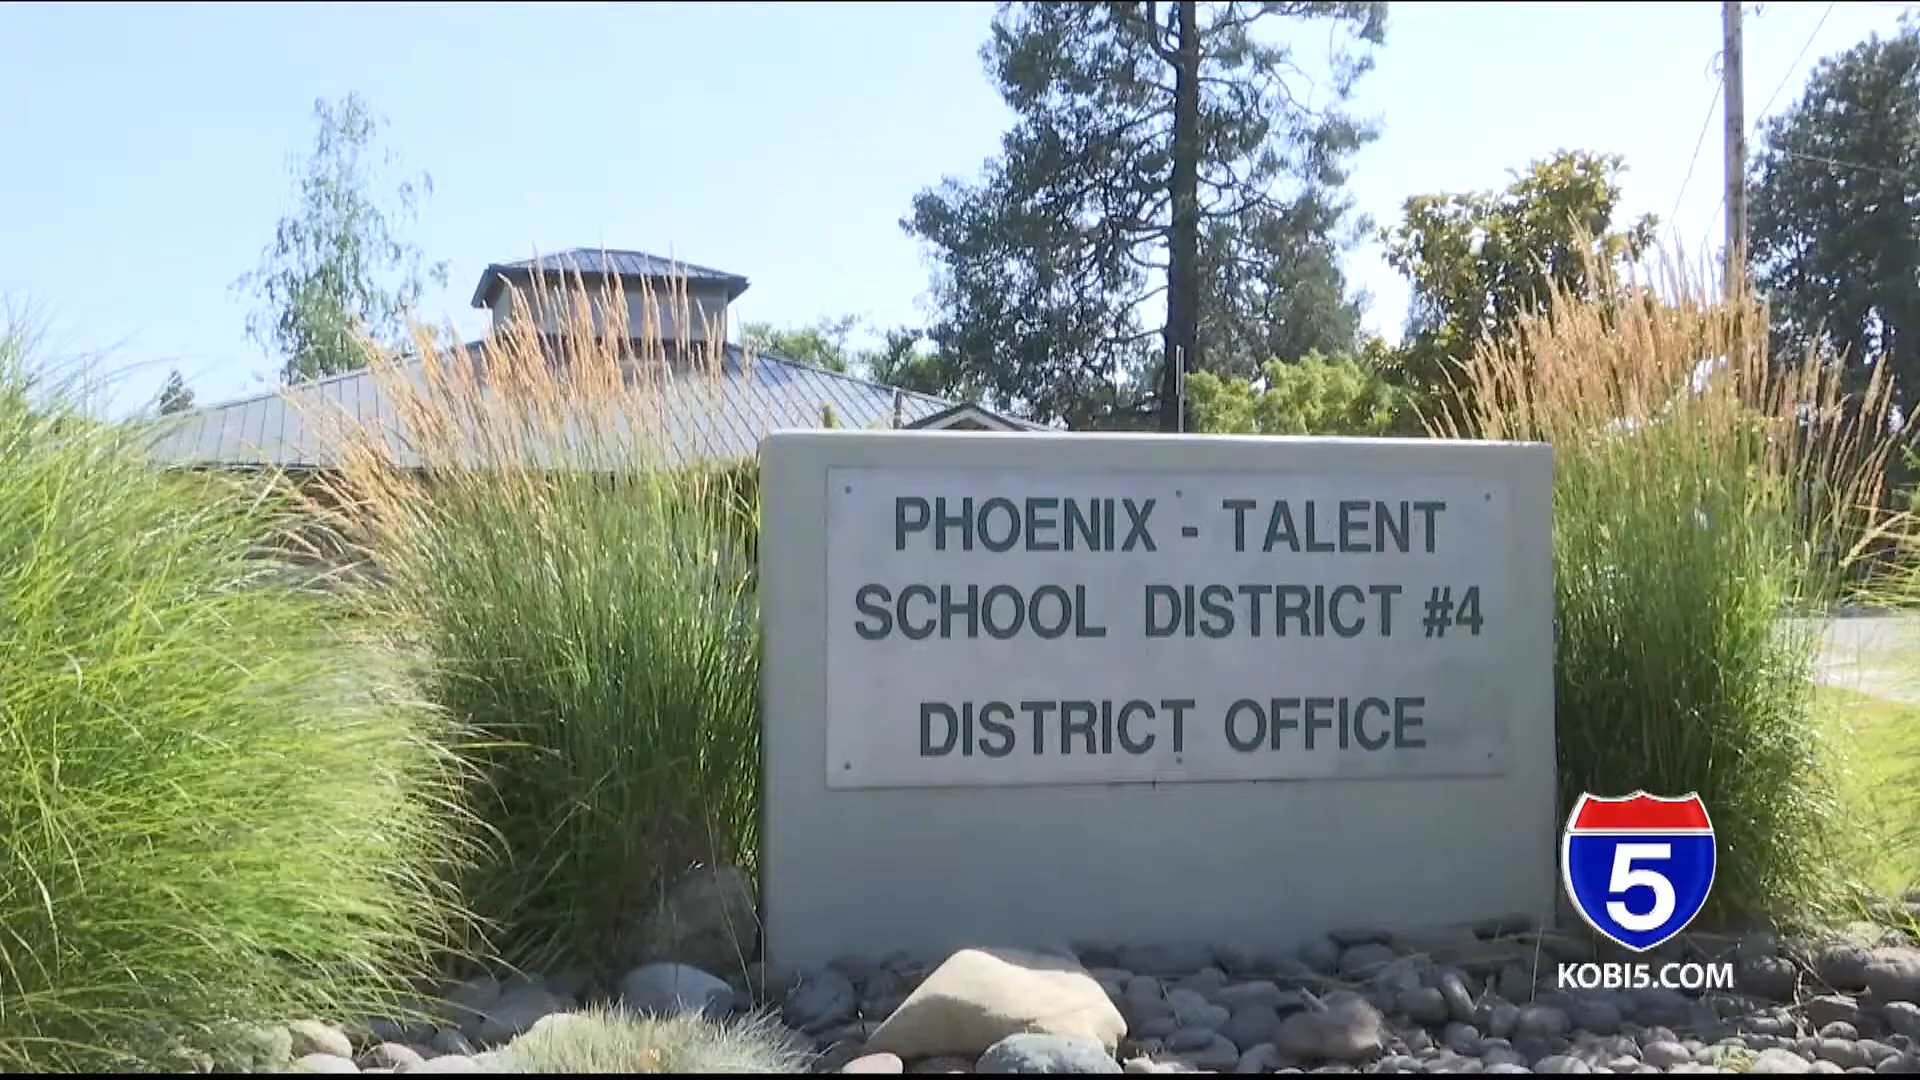 PHOENIX - TALENT
SCHOOL DISTRICT #4
DISTRICT OFFICE
5
KOBI5.COM